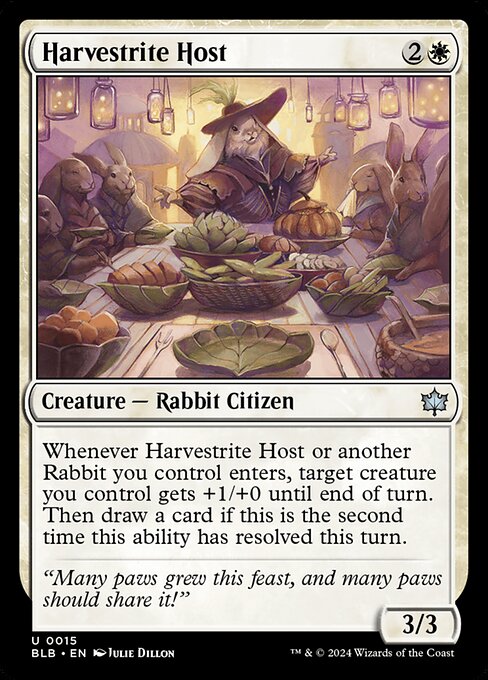 Harvestrite Host 2
Creature — Rabbit Citizen
Whenever Harvestrite Host or another
Rabbit you control enters, target creature
you control gets +1/+0 until end of turn.
Then draw a card if this is the second
time this ability has resolved this turn.
“Many paws grew this feast, and many paws
should share it!”
3/3
U 0015
BLB • EN Julie Dillon ™ & © 2024 Wizards of the Coast